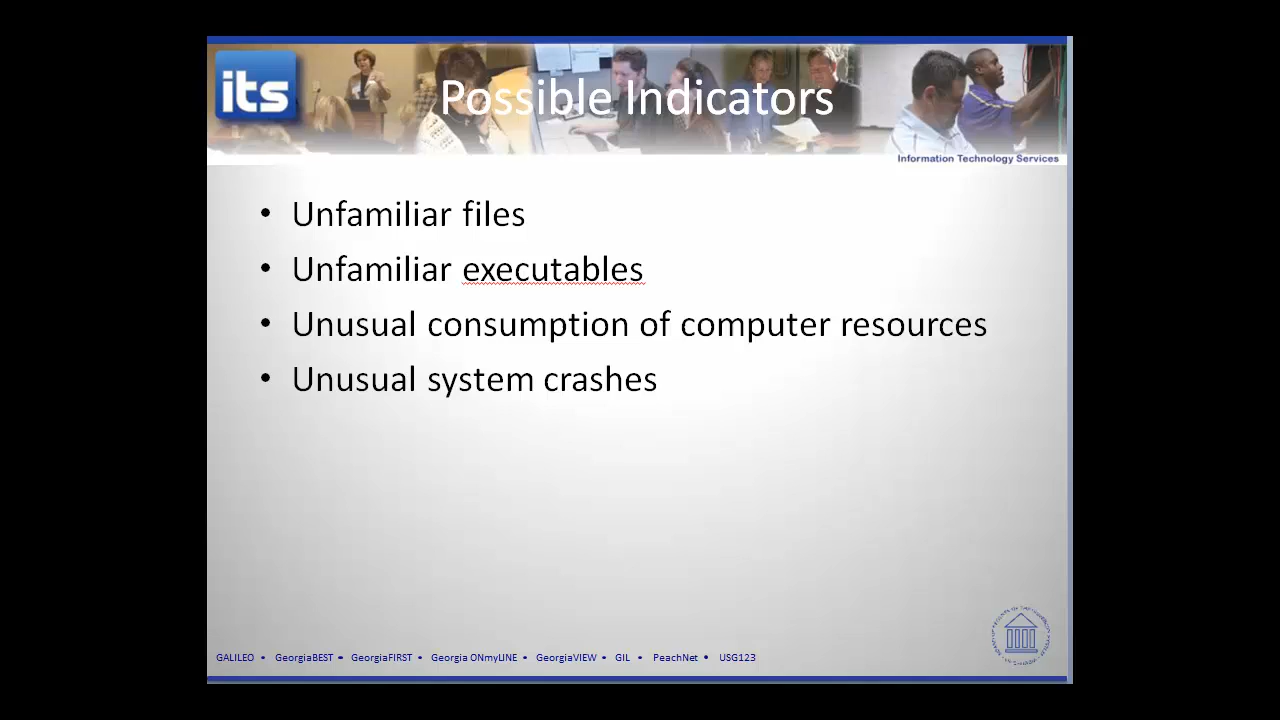 its
Possible Indicators
Information Technology Services
• Unfamiliar files
• Unfamiliar executables
• Unusual consumption of computer resources
• Unusual system crashes
GALILEO • GeorgiaBEST • GeorgiaFIRST • Georgia ONmyLINE • GeorgiaVIEW • GIL • PeachNet • USG123